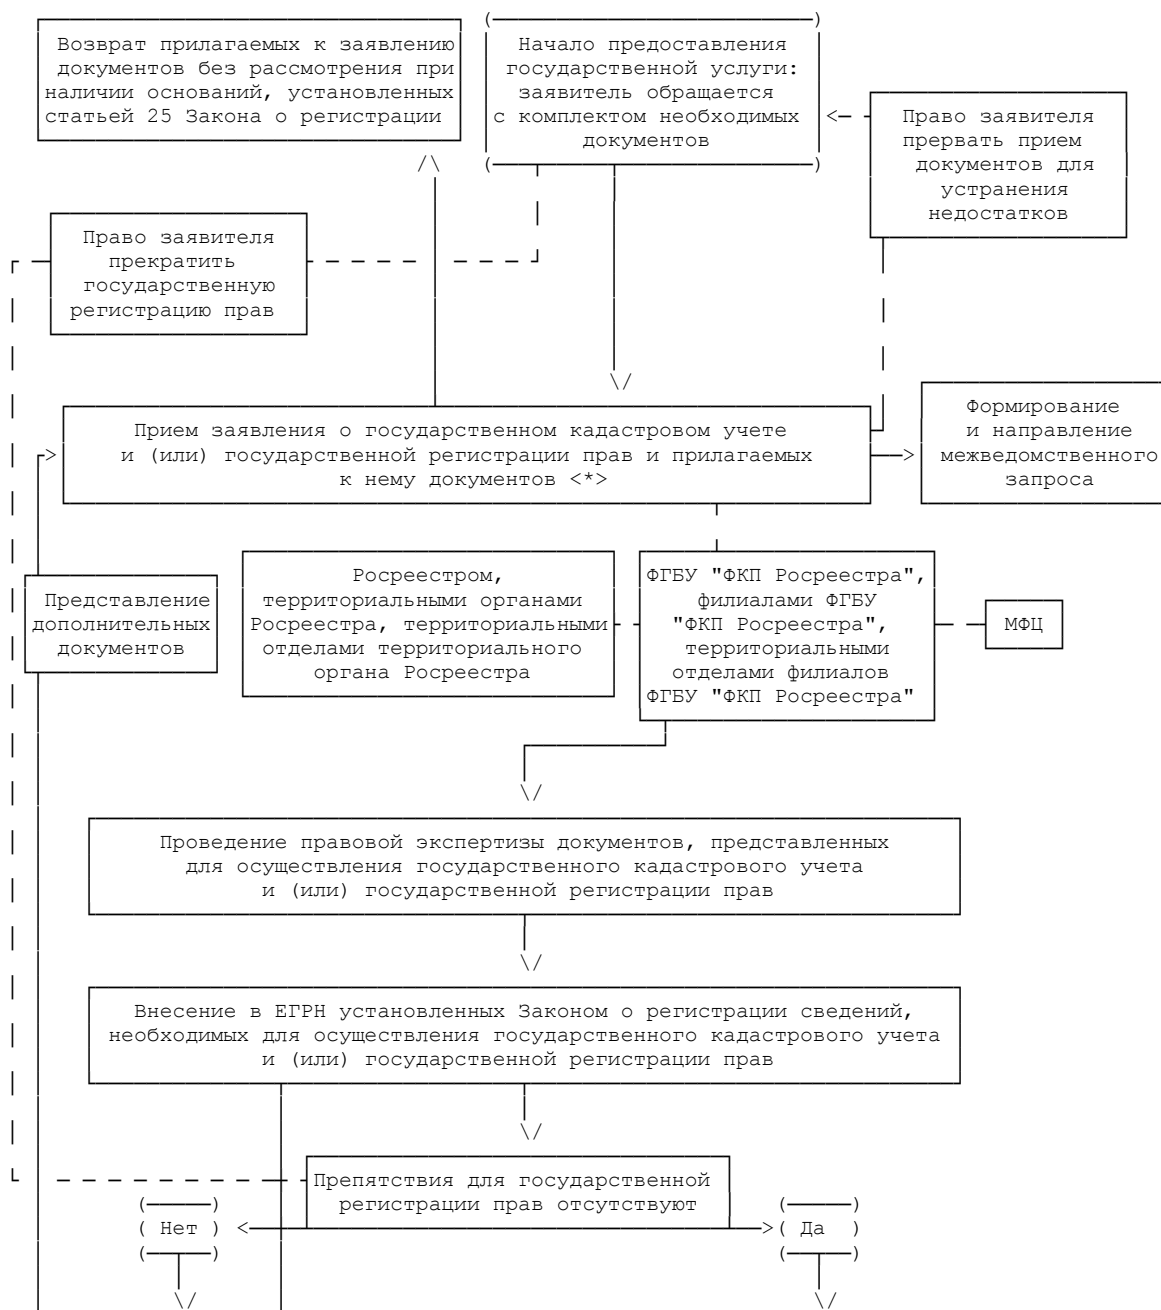 Возврат прилагаемых к заявлению
документов без рассмотрения при
наличии оснований, установленных
статьей 25 Закона о регистрации
Начало предоставления
государственной услуги:
заявитель обращается
с комплектом необходимых
документов
Право заявителя
прервать прием
документов для
устранения
недостатков
Право заявителя
прекратить
государственную
регистрацию прав
Прием заявления о государственном кадастровом учете
и (или) государственной регистрации прав и прилагаемых
к нему документов <*>
Формирование
и направление
межведомственного
запроса
Представление
дополнительных
документов
Росреестром,
территориальными органами
Росреестра, территориальными
отделами территориального
органа Росреестра
ФГБУ "ФКП Росреестра",
филиалами ФГБУ
"ФКП Росреестра",
территориальными
отделами филиалов
ФГБУ "ФКП Росреестра"
МФЦ
Проведение правовой экспертизы документов, представленных
для осуществления государственного кадастрового учета
и (или) государственной регистрации прав
Внесение в ЕГРН установленных Законом о регистрации сведений,
необходимых для осуществления государственного кадастрового учета
и (или) государственной регистрации прав
Препятствия для государственной
регистрации прав отсутствуют
Нет
Да